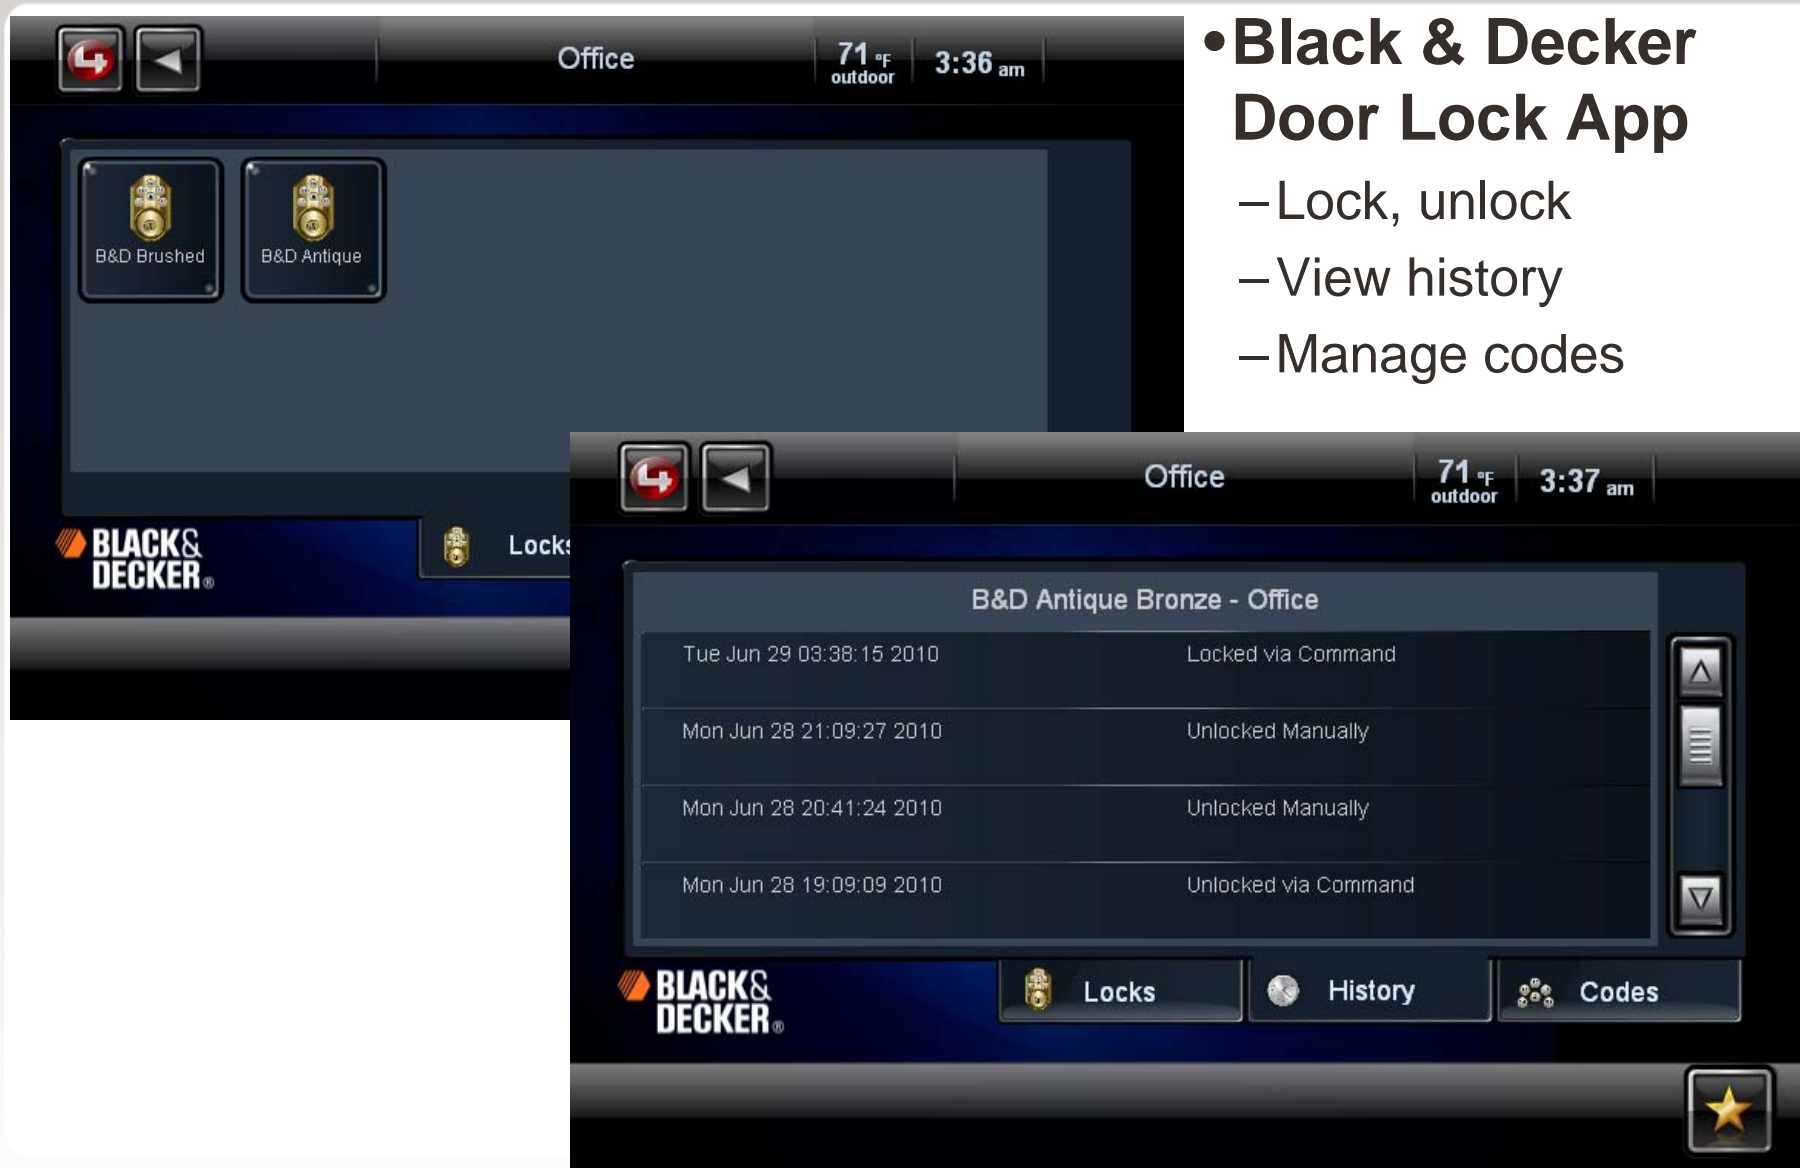 Office
71 °F
outdoor
3:36 am
B&D Brushed
B&D Antique
BLACK&
DECKER®
Locks
•Black & Decker
Door Lock App
–Lock, unlock
–View history
–Manage codes
Office
71 °F
outdoor
3:37 am
B&D Antique Bronze - Office
Tue Jun 29 03:38:15 2010 Locked via Command
Mon Jun 28 21:09:27 2010 Unlocked Manually
Mon Jun 28 20:41:24 2010 Unlocked Manually
Mon Jun 28 19:09:09 2010 Unlocked via Command
BLACK&
DECKER®
Locks
History
Codes